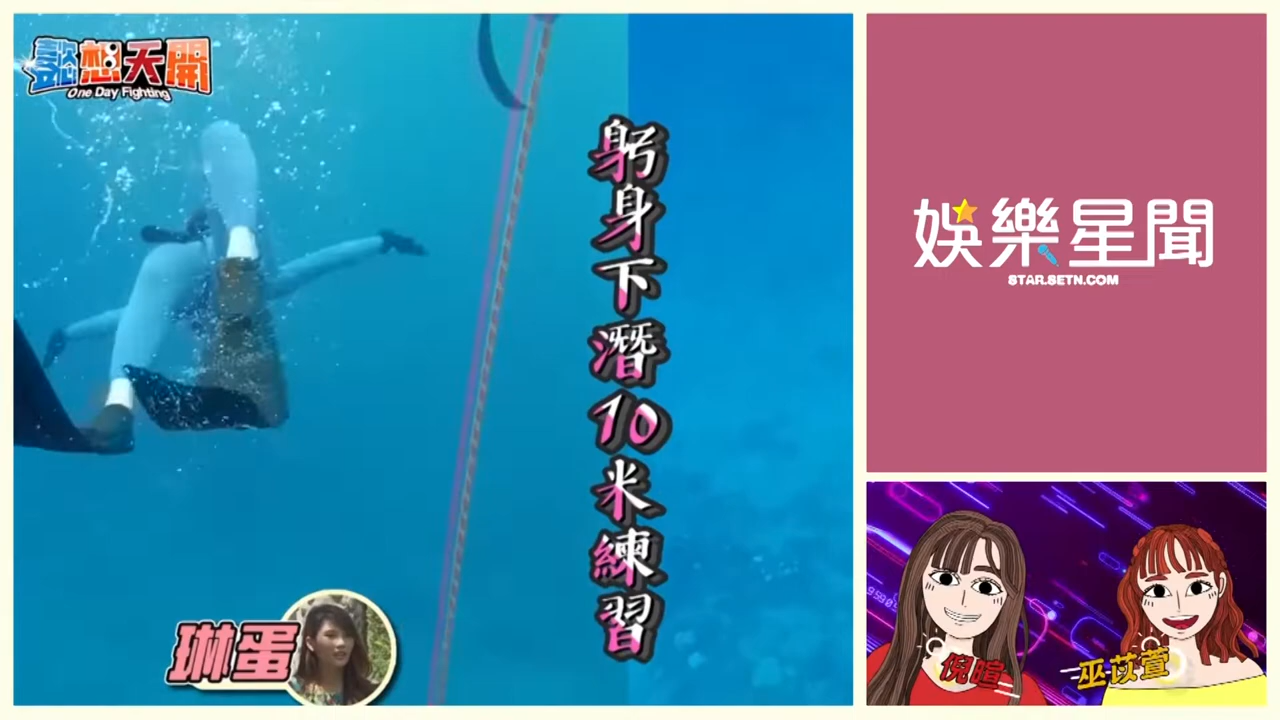 懿想天開
One Day Fighting
躬身下潛10米練習
琳蛋
娛樂星聞
STAR.SETN.COM
倪暄
巫苡萱